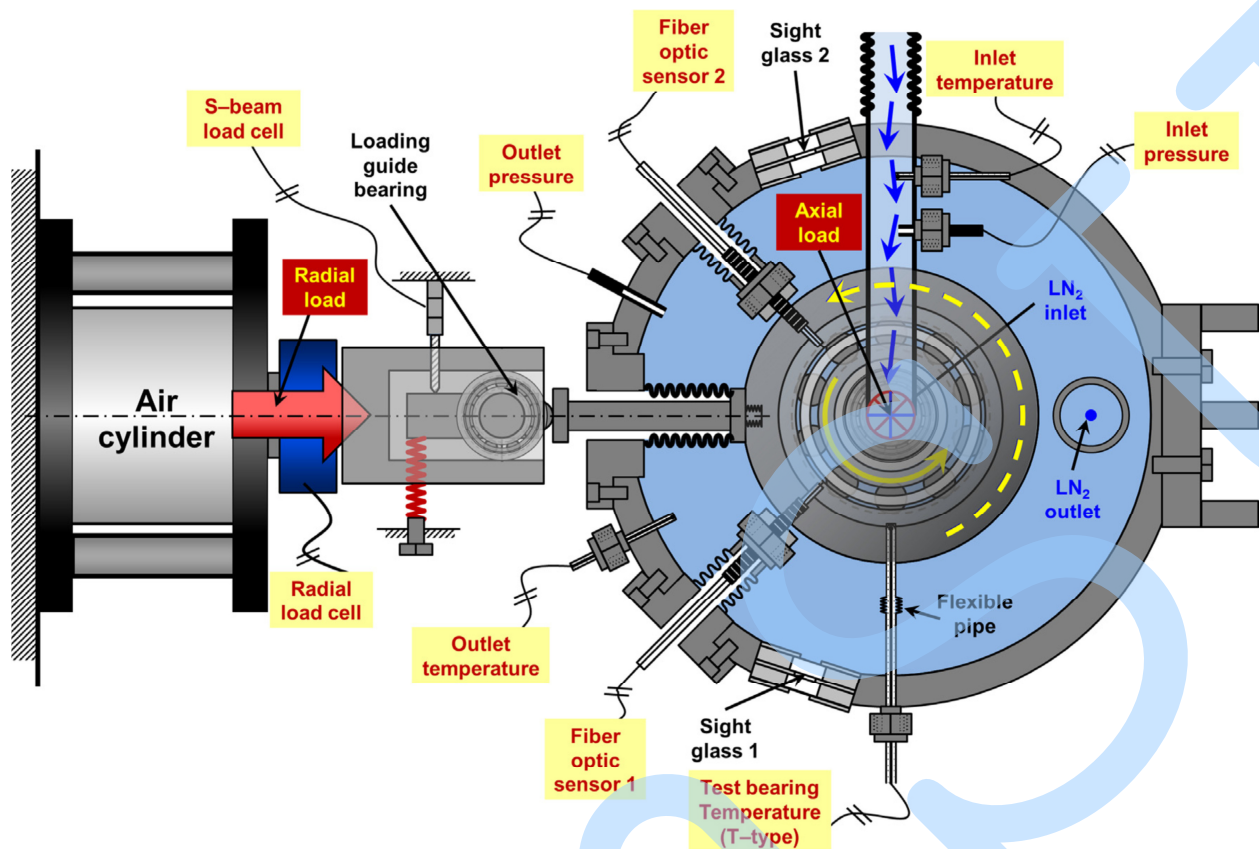 Fiber
optic
sensor 2
Sight
glass 2
Inlet
temperature
S–beam
load cell
Loading
guide
bearing
Outlet
pressure
Inlet
pressure
Axial
load
Radial
load
LN2
inlet
Air
cylinder
LN2
outlet
Radial
load cell
Flexible
pipe
Outlet
temperature
Sight
glass 1
Fiber
optic
sensor 1
Test bearing
Temperature
(T–type)